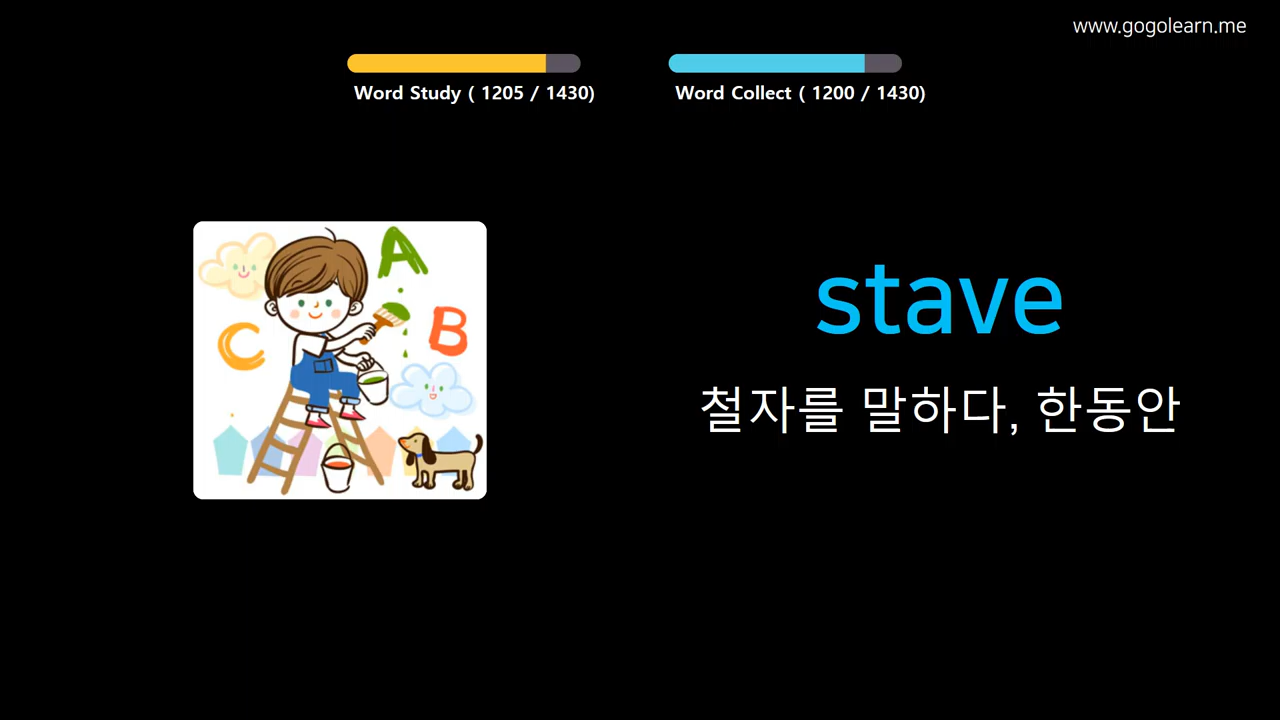 www.gogolearn.me
Word Study ( 1205 / 1430)
Word Collect ( 1200 / 1430)
A
B
C
stave
철자를 말하다, 한동안